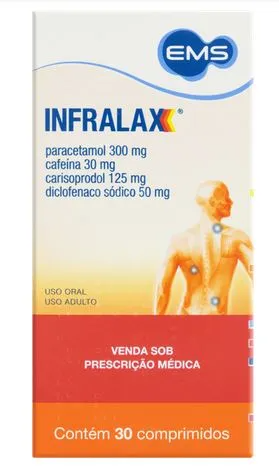 EMS
INFRALAX®
paracetamol 300 mg
cafeína 30 mg
carisoprodol 125 mg
diclofenaco sódico 50 mg
USO ORAL
USO ADULTO
VENDA SOB
PRESCRIÇÃO MÉDICA
Contém 30 comprimidos